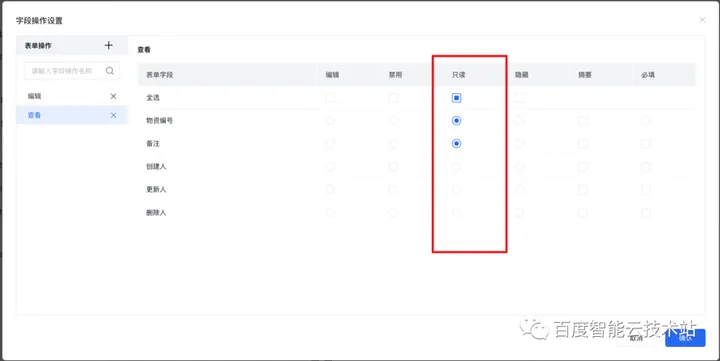 字段操作设置
表单操作
请输入字段操作名称
编辑
查看
查看
表单字段 编辑 禁用 只读 隐藏 摘要 必填
全选
物资编号
备注
创建人
更新人
删除人
百度智能云技术站
取消 确认